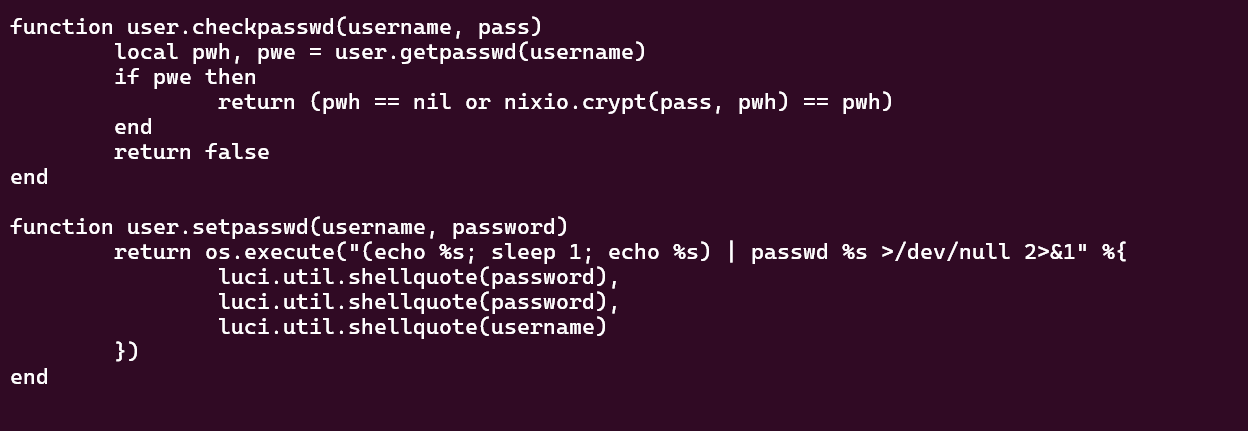 function user.checkpasswd(username, pass)
        local pwh, pwe = user.getpasswd(username)
        if pwe then
                return (pwh == nil or nixio.crypt(pass, pwh) == pwh)
        end
        return false
end

function user.setpasswd(username, password)
        return os.execute("(echo %s; sleep 1; echo %s) | passwd %s >/dev/null 2>&1" %{
                luci.util.shellquote(password),
                luci.util.shellquote(password),
                luci.util.shellquote(username)
        })
end